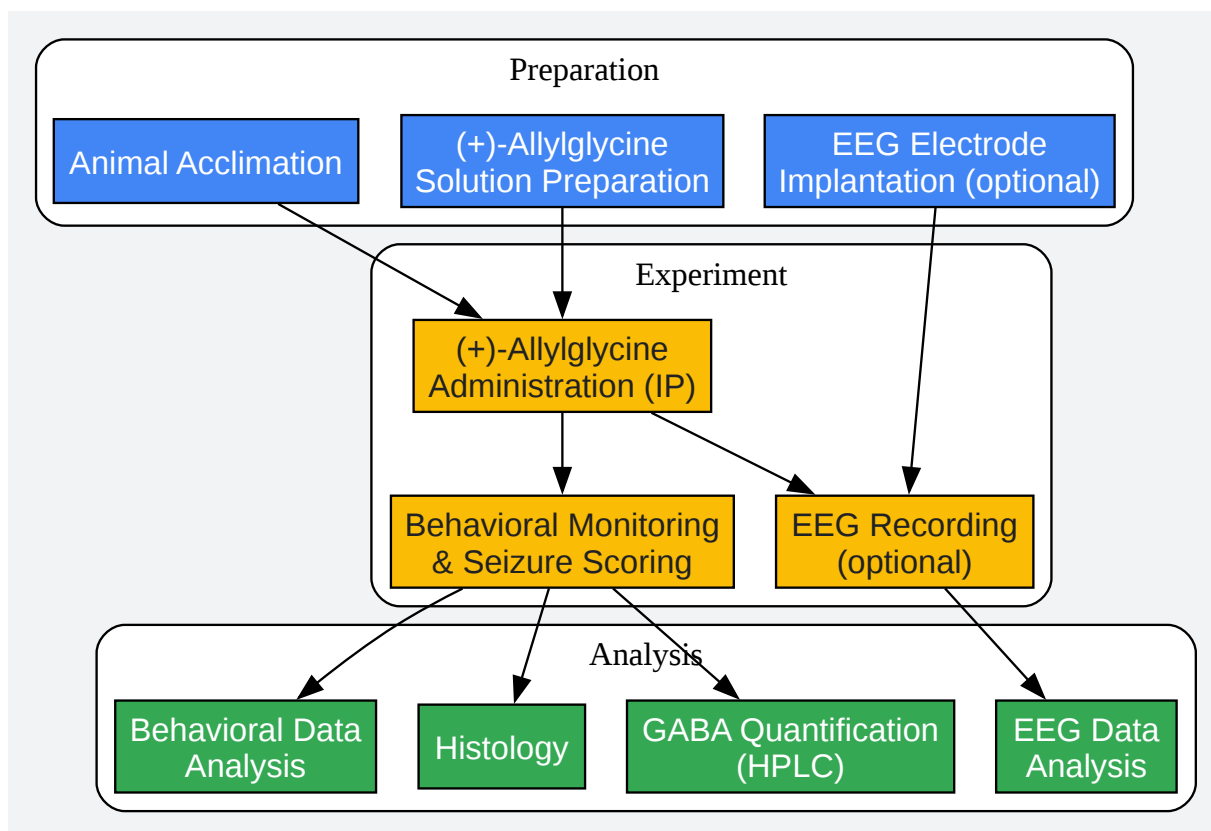 Preparation
Animal Acclimation
(+)-Allylglycine
Solution Preparation
EEG Electrode
Implantation (optional)
Experiment
(+)-Allylglycine
Administration (IP)
Behavioral Monitoring
& Seizure Scoring
EEG Recording
(optional)
Analysis
Behavioral Data
Analysis
Histology
GABA Quantification
(HPLC)
EEG Data
Analysis